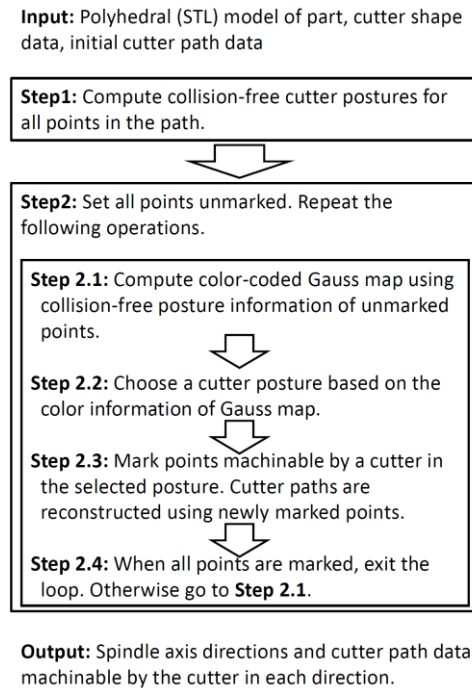 Input: Polyhedral (STL) model of part, cutter shape
data, initial cutter path data
Step1: Compute collision-free cutter postures for
all points in the path.
Step2: Set all points unmarked. Repeat the
following operations.
Step 2.1: Compute color-coded Gauss map using
collision-free posture information of unmarked
points.
Step 2.2: Choose a cutter posture based on the
color information of Gauss map.
Step 2.3: Mark points machinable by a cutter in
the selected posture. Cutter paths are
reconstructed using newly marked points.
Step 2.4: When all points are marked, exit the
loop. Otherwise go to Step 2.1.
Output: Spindle axis directions and cutter path data
machinable by the cutter in each direction.